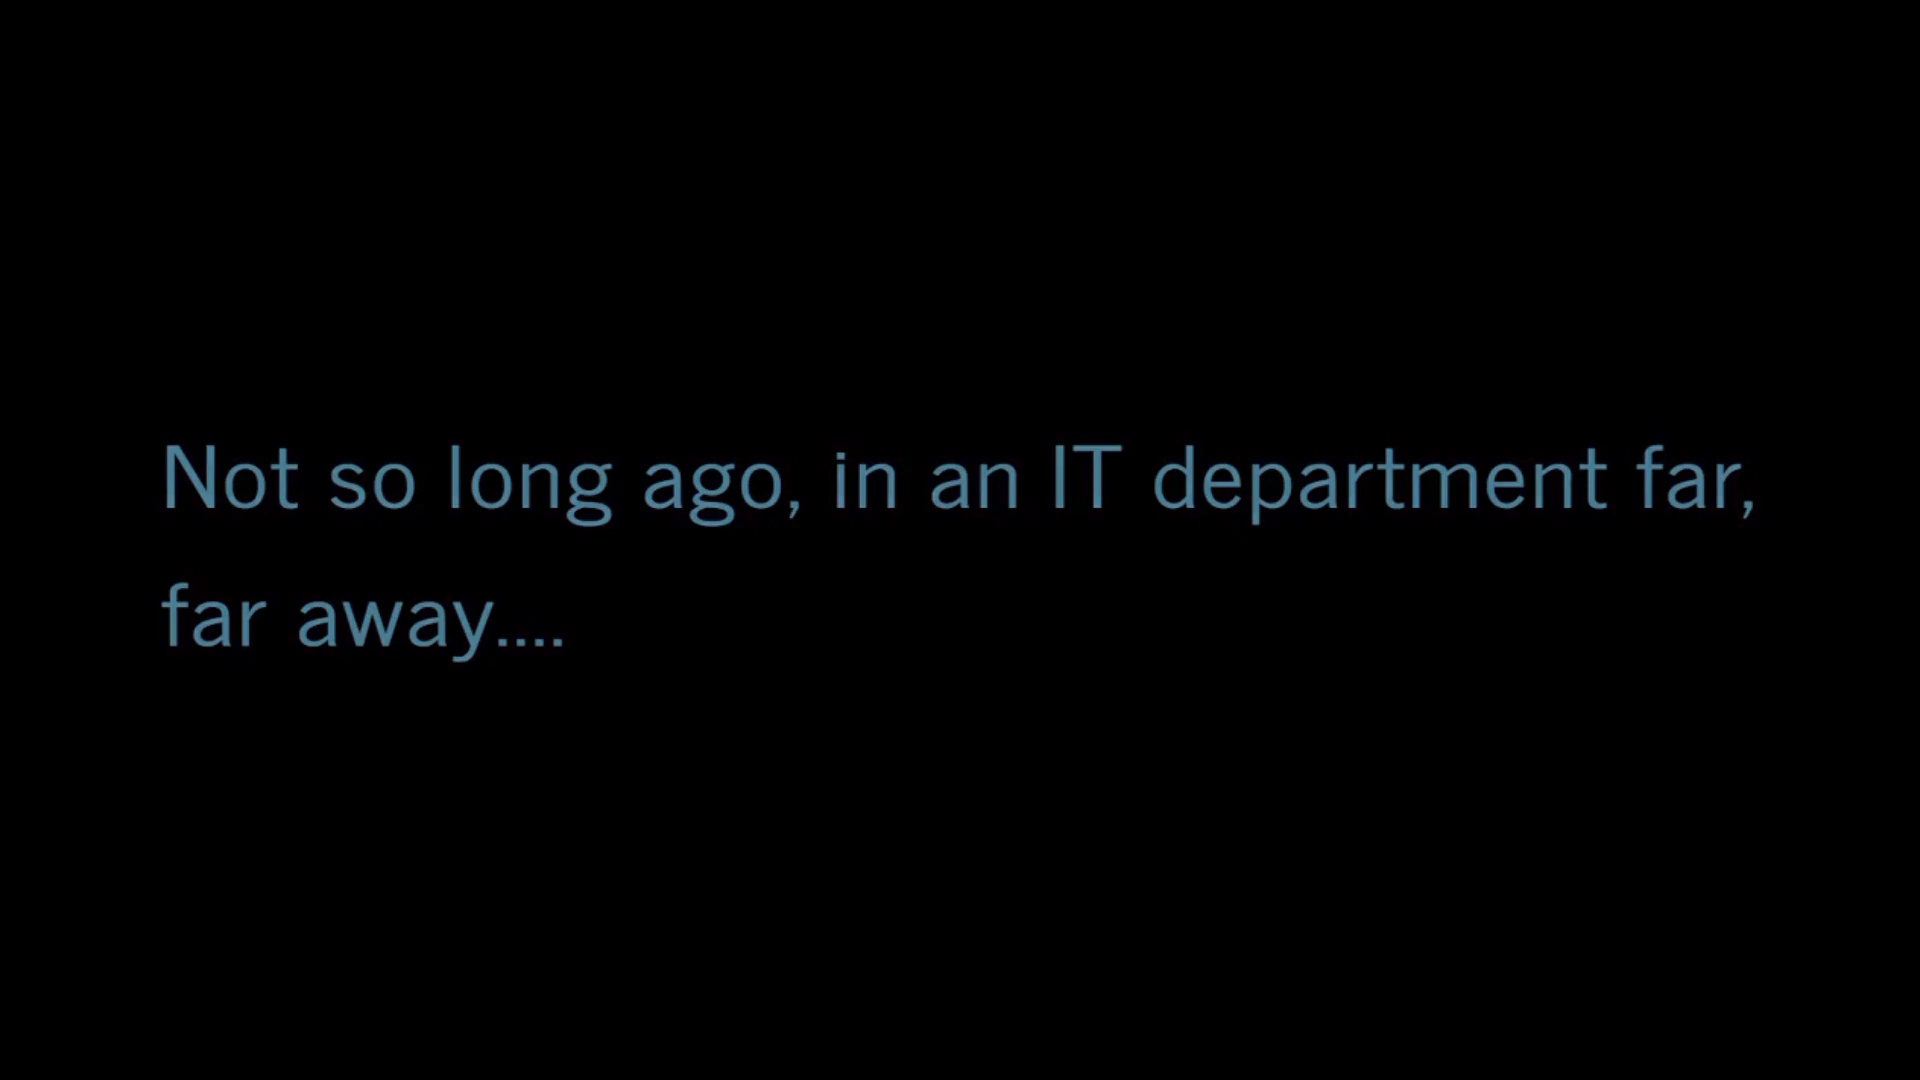 Not so long ago, in an IT department far,
far away....